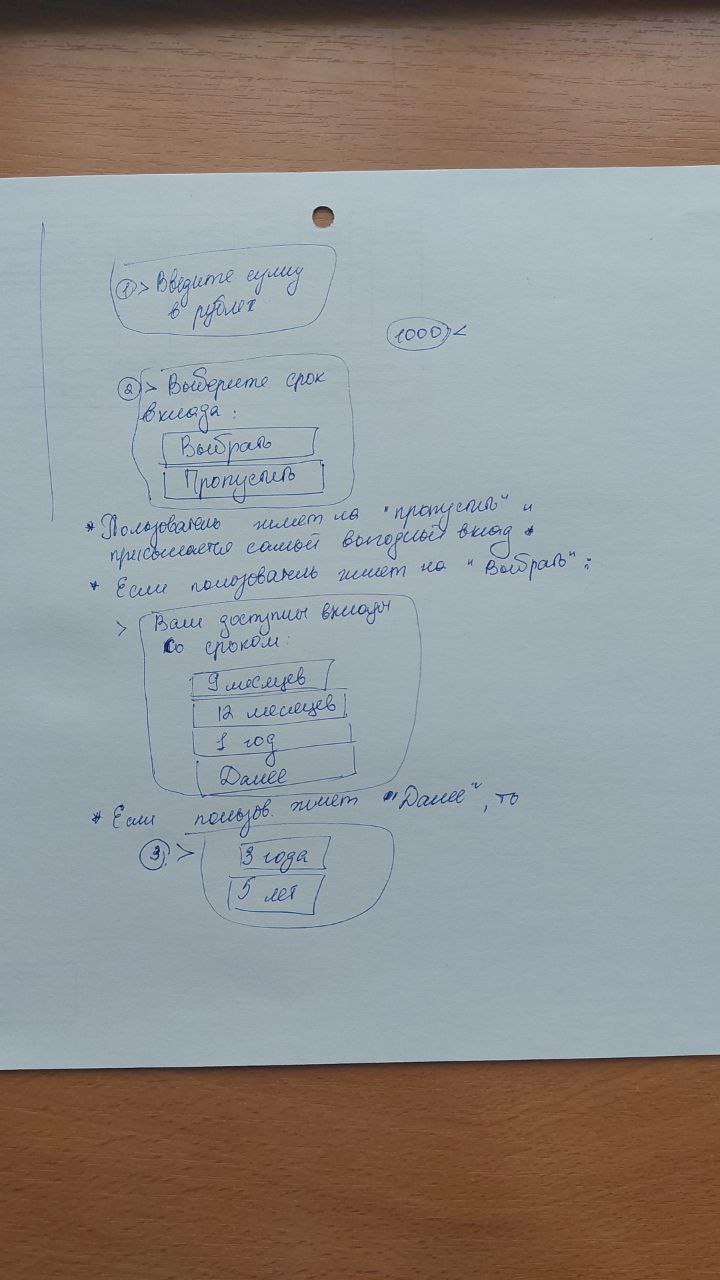 1 > Введите сумму
в рублях
1000 <
2 > Выберите срок
вклада:
Выбрать
Пропустить
* Пользователь жмет на "пропустить" и
присылается самый выгодный вклад *
* Если пользователь жмет на "Выбрать":
> Вам доступны вклады
со сроком:
9 месяцев
12 месяцев
1 год
Далее
* Если пользов. жмет "Далее", то
3. >
3 года
5 лет